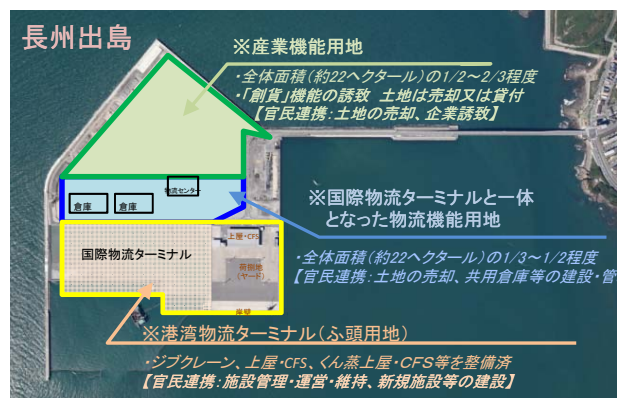 長州出島
※産業機能用地
・全体面積（約22ヘクタール）の1/2～2/3程度
・「創貨」機能の誘致 土地は売却又は貸付
【官民連携：土地の売却、企業誘致】
物流センター
倉庫
倉庫
※国際物流ターミナルと一体
となった物流機能用地
・全体面積（約22ヘクタール）の1/3～1/2程度
【官民連携：土地の売却、共用倉庫等の建設・管
国際物流ターミナル
上屋・CFS
荷捌地
（ヤード）
岸壁
※港湾物流ターミナル（ふ頭用地）
・ジブクレーン、上屋・CFS、くん蒸上屋・CFS等を整備済
【官民連携：施設管理・運営・維持、新規施設等の建設】